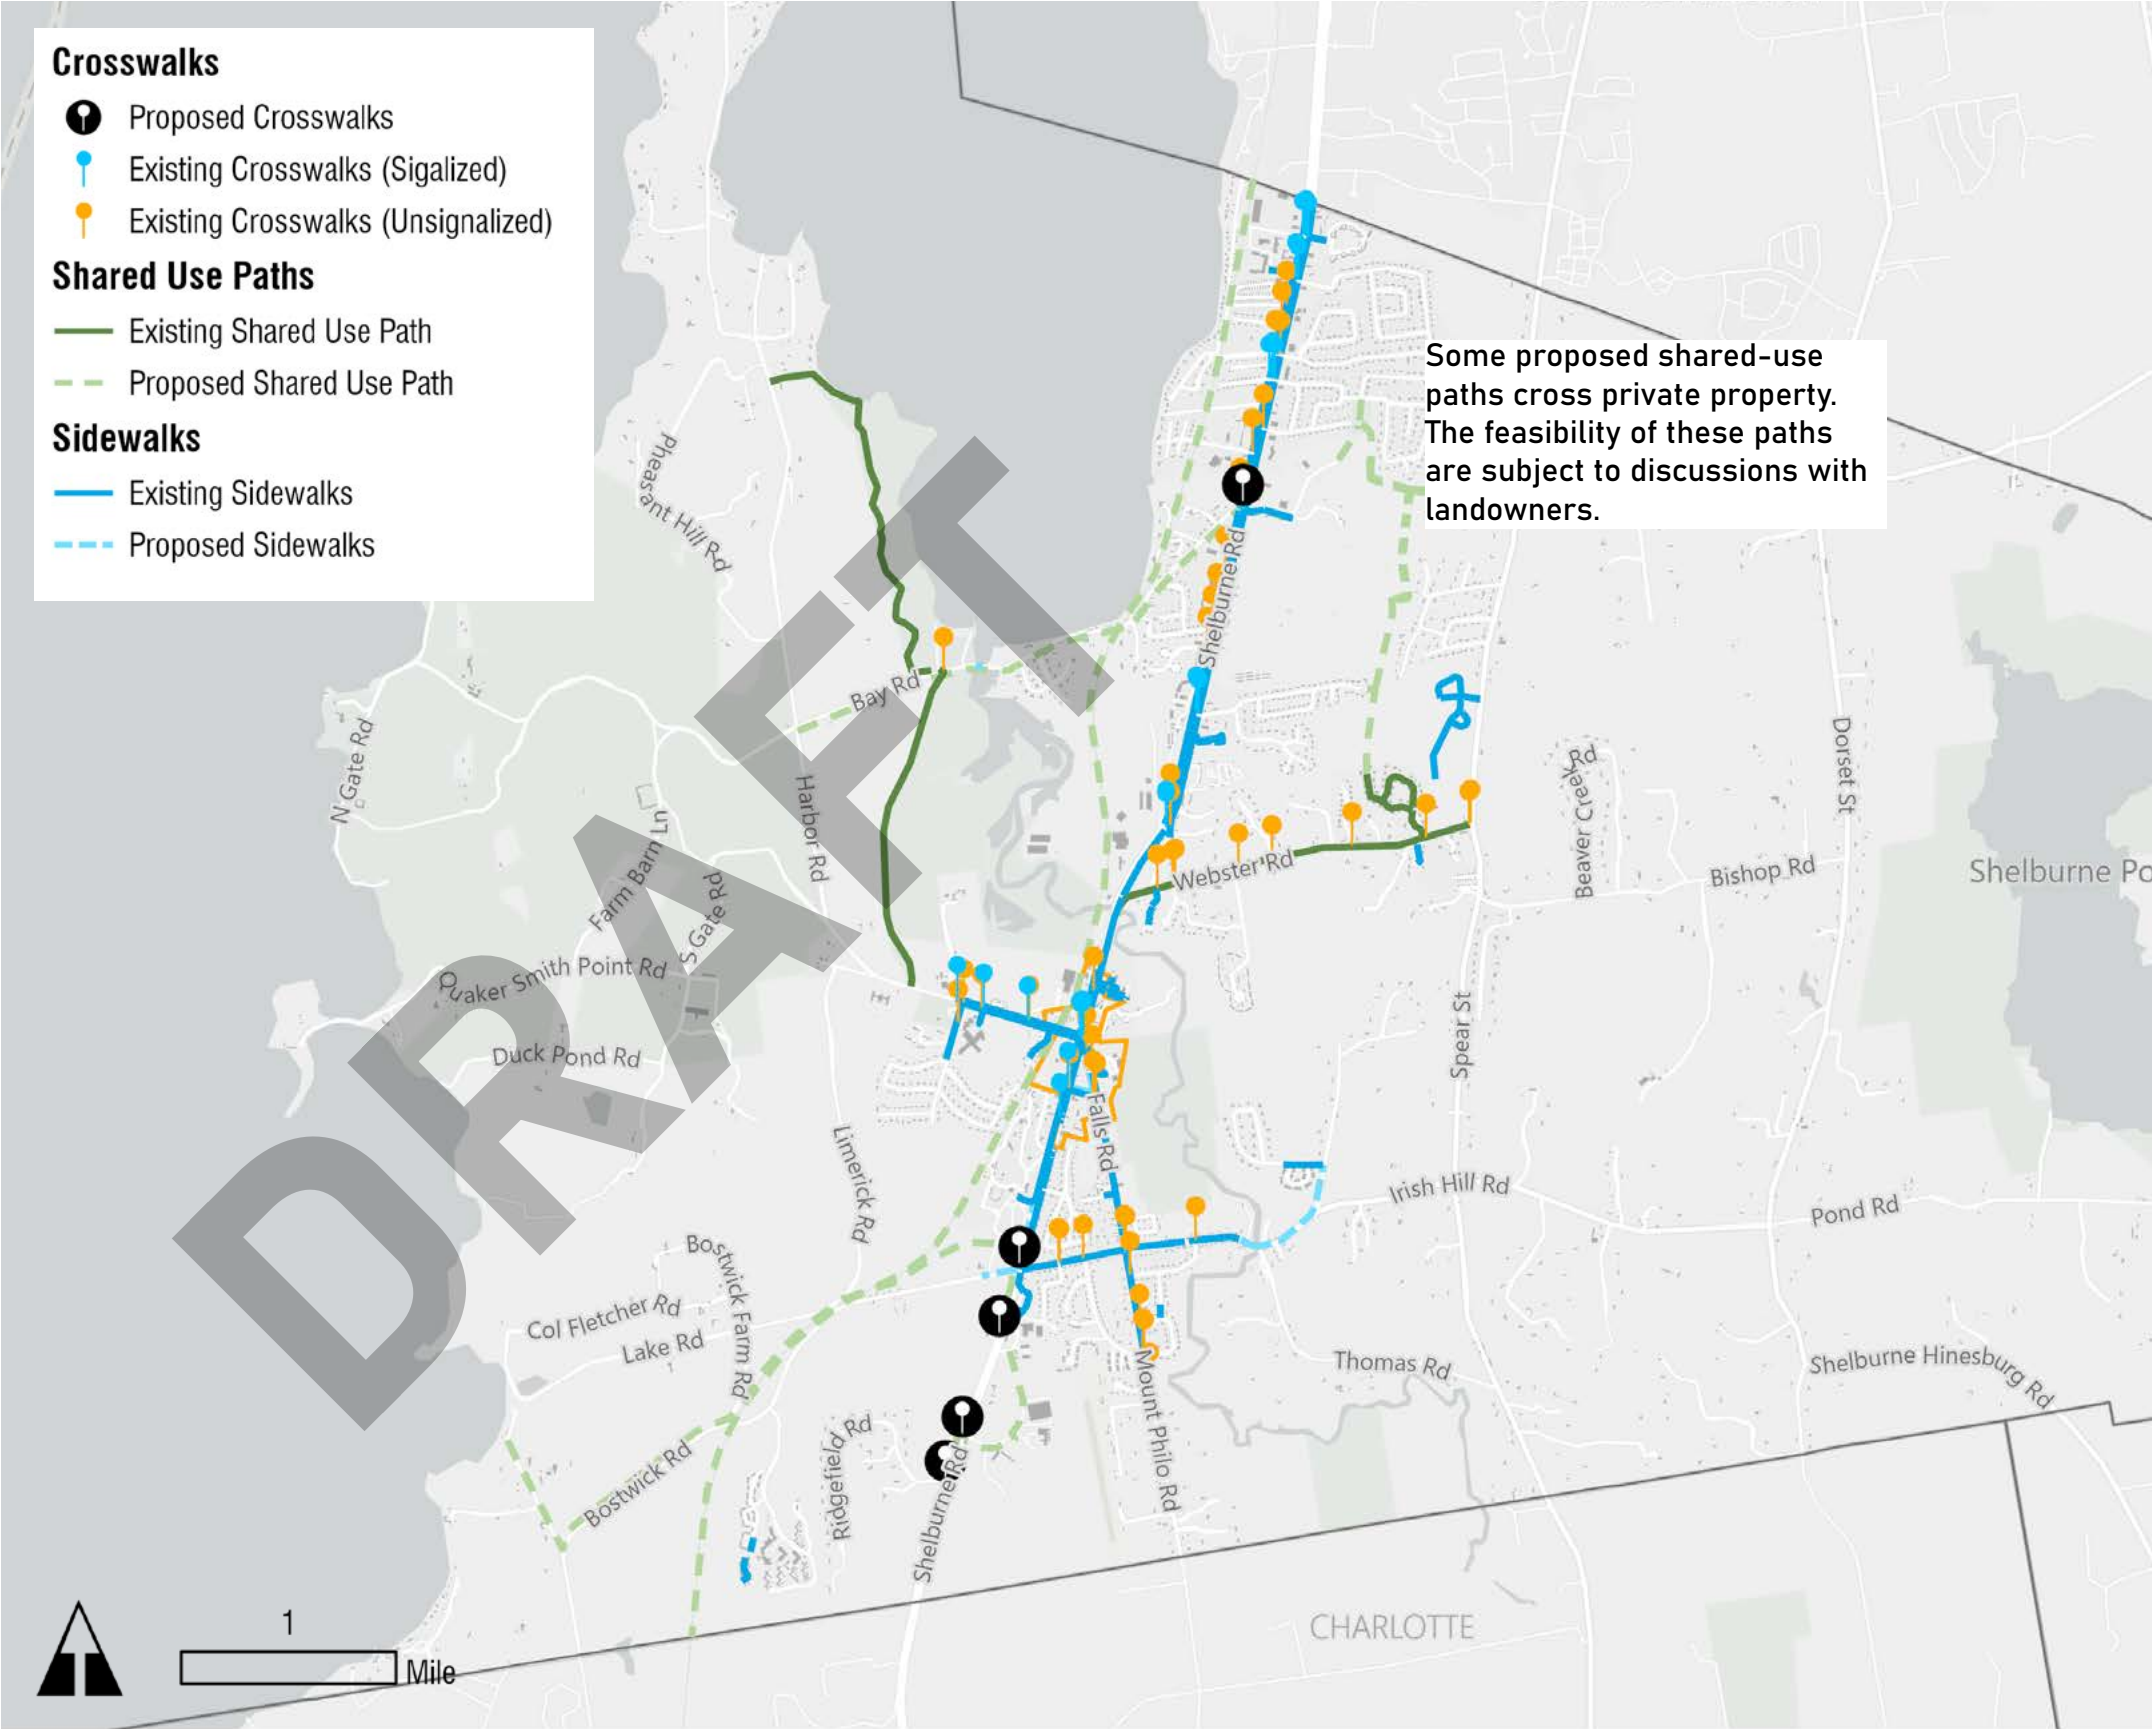 Crosswalks
Proposed Crosswalks
Existing Crosswalks (Sigalized)
Existing Crosswalks (Unsignalized)
Shared Use Paths
Existing Shared Use Path
Proposed Shared Use Path
Sidewalks
Existing Sidewalks
Proposed Sidewalks
Some proposed shared-use
paths cross private property.
The feasibility of these paths
are subject to discussions with
landowners.
Pheasant Hill Rd
Shelburne Rd
Bay Rd
N Gate Rd
Harbor Rd
Farm Barn Ln
S Gate Rd
Webster Rd
Beaver Creek Rd
Dorset St
Bishop Rd
Shelburne Po
Quaker Smith Point Rd
Duck Pond Rd
Spear St
Limerick Rd
Falls Rd
Irish Hill Rd
Pond Rd
Bostwick Farm Rd
Col Fletcher Rd
Lake Rd
Thomas Rd
Shelburne Hinesburg Rd
Mount Philo Rd
Ridgefield Rd
Bostwick Rd
Shelburne Rd
CHARLOTTE
DRAFT
1
Mile